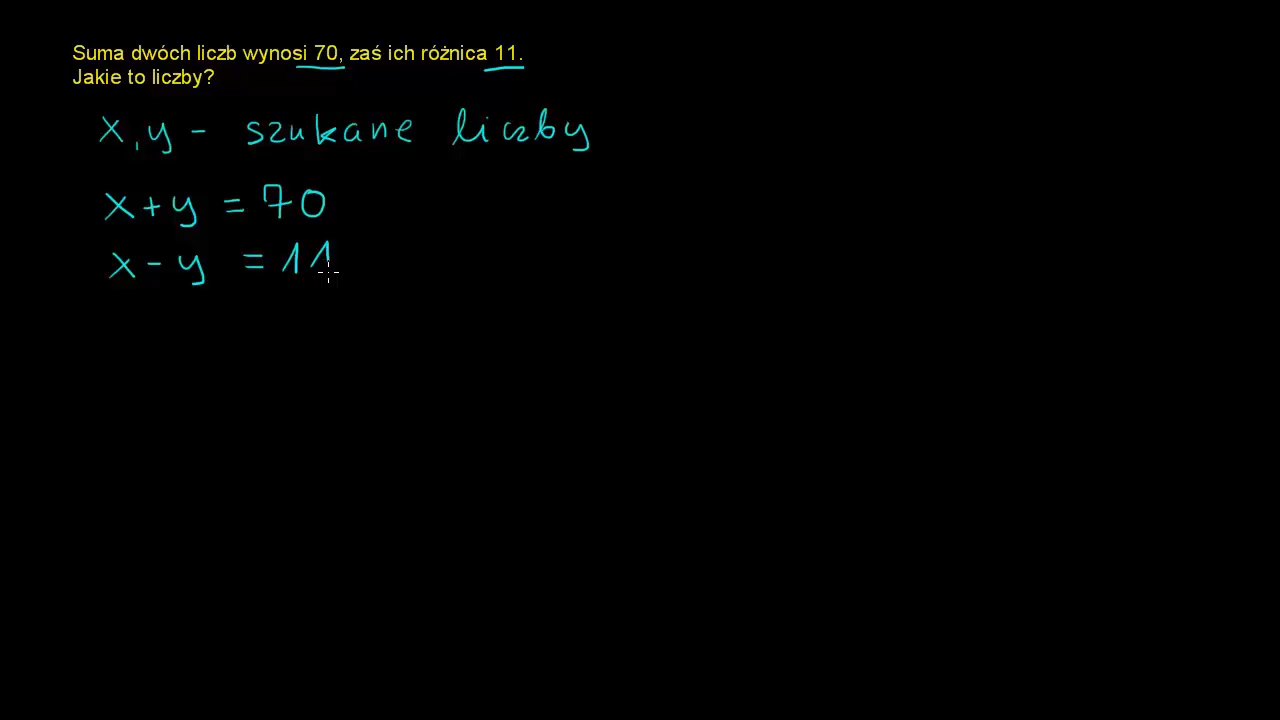 Suma dwóch liczb wynosi 70, zaś ich różnica 11.
Jakie to liczby?
x, y - szukane liczby
x + y = 70
x - y = 11